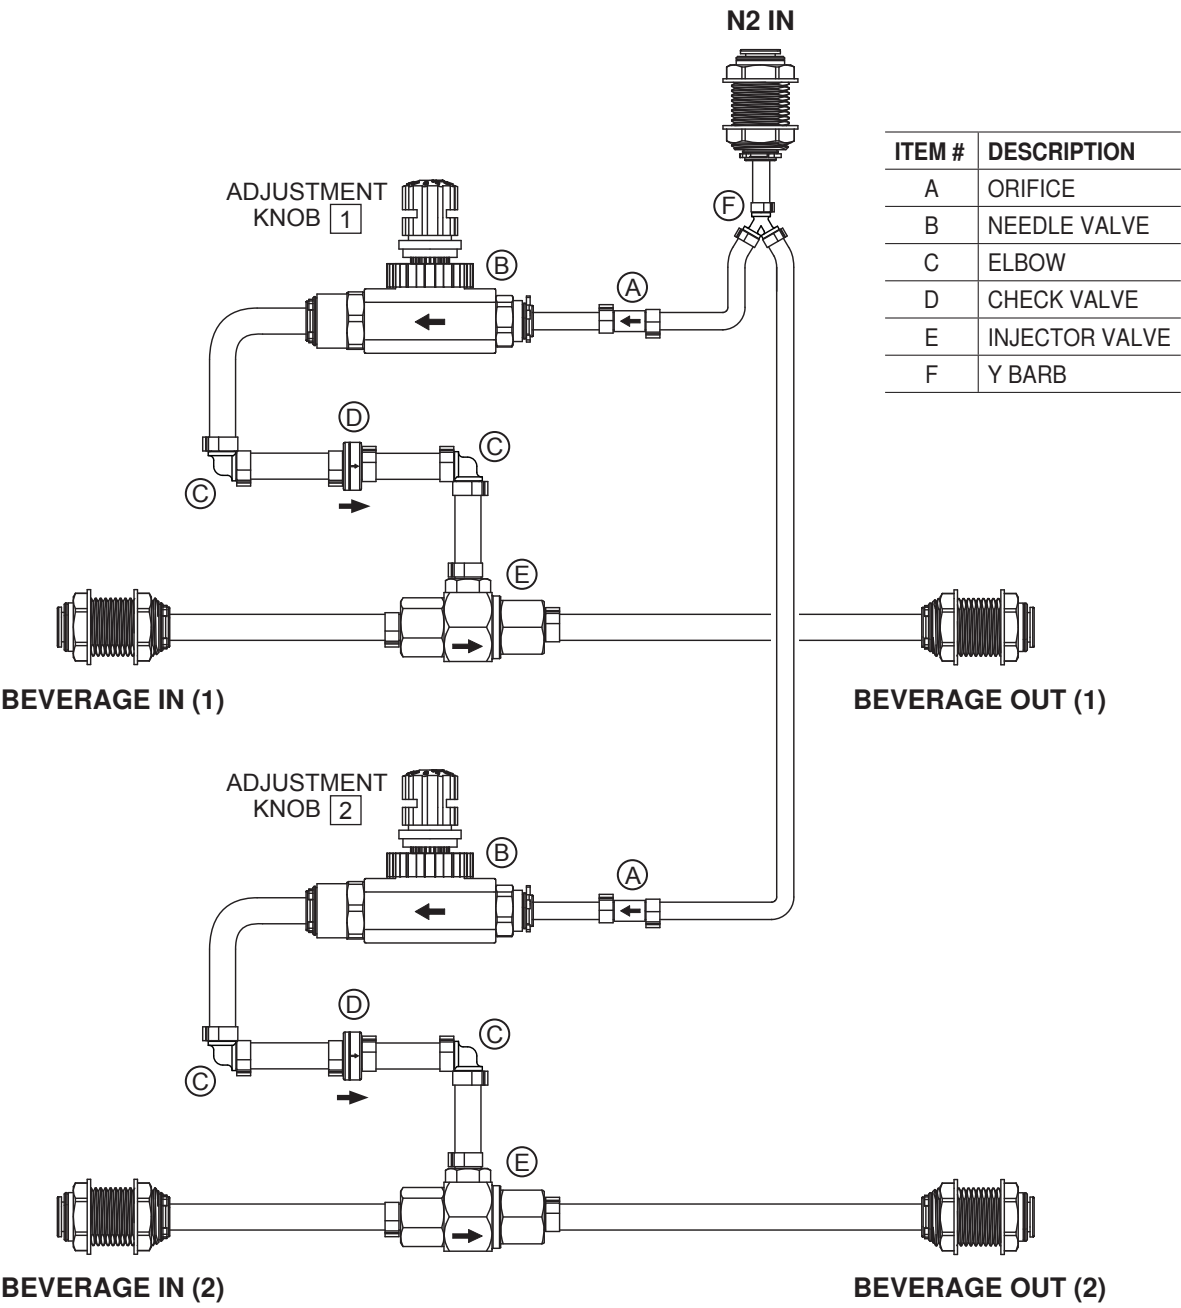 N2 IN
ITEM # DESCRIPTION
A ORIFICE
B NEEDLE VALVE
C ELBOW
D CHECK VALVE
E INJECTOR VALVE
F Y BARB
F
ADJUSTMENT
KNOB 1
B
A
D
C
C
E
BEVERAGE IN (1)
BEVERAGE OUT (1)
ADJUSTMENT
KNOB 2
B
A
D
C
C
E
BEVERAGE IN (2)
BEVERAGE OUT (2)